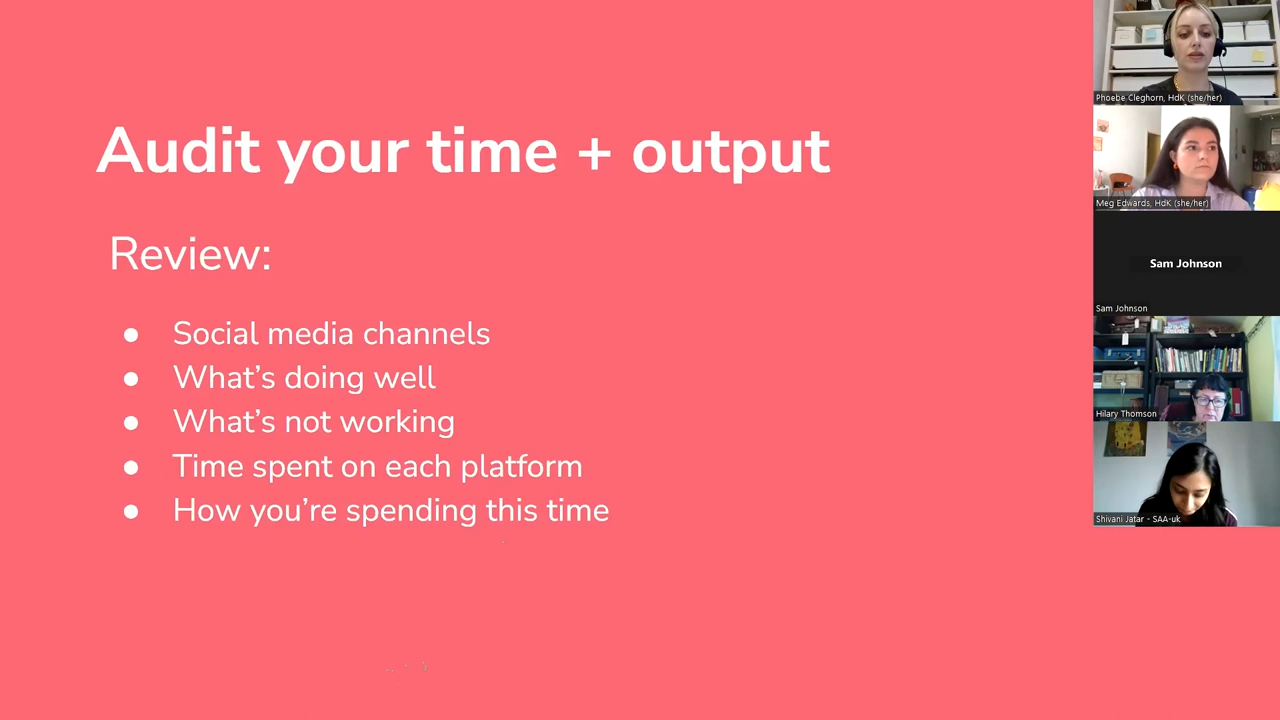 Audit your time + output
Review:
● Social media channels
● What’s doing well
● What’s not working
● Time spent on each platform
● How you’re spending this time
Phoebe Cleghorn, HdK (she/her)
Meg Edwards, HdK (she/her)
Sam Johnson
Sam Johnson
Hilary Thomson
Shivani Jatar - SAA-uk